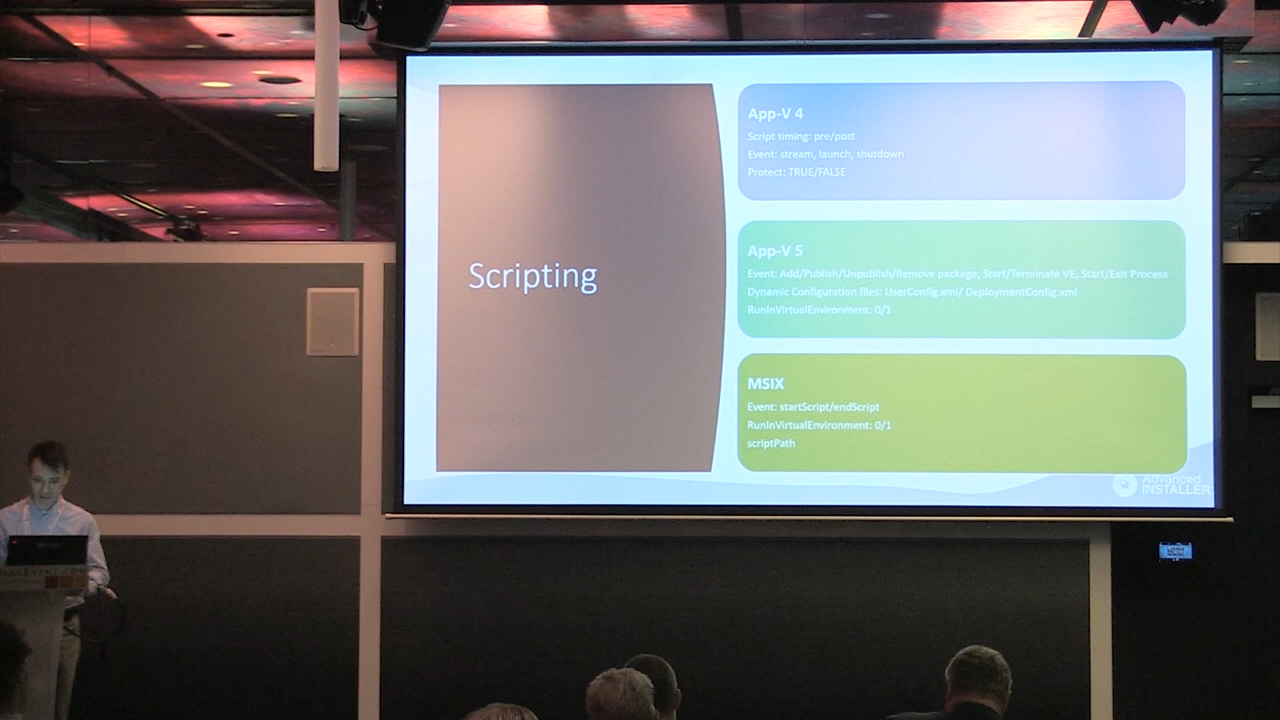 Scripting
App-V 4
Script timing: pre/post
Event: stream, launch, shutdown
Protect: TRUE/FALSE
App-V 5
Event: Add/Publish/Unpublish/Remove package, Start/Terminate VE, Start/Exit Process
Dynamic Configuration files: UserConfig.xml/ DeploymentConfig.xml
RunInVirtualEnvironment: 0/1
MSIX
Event: startScript/endScript
RunInVirtualEnvironment: 0/1
scriptPath
Advanced
INSTALLER